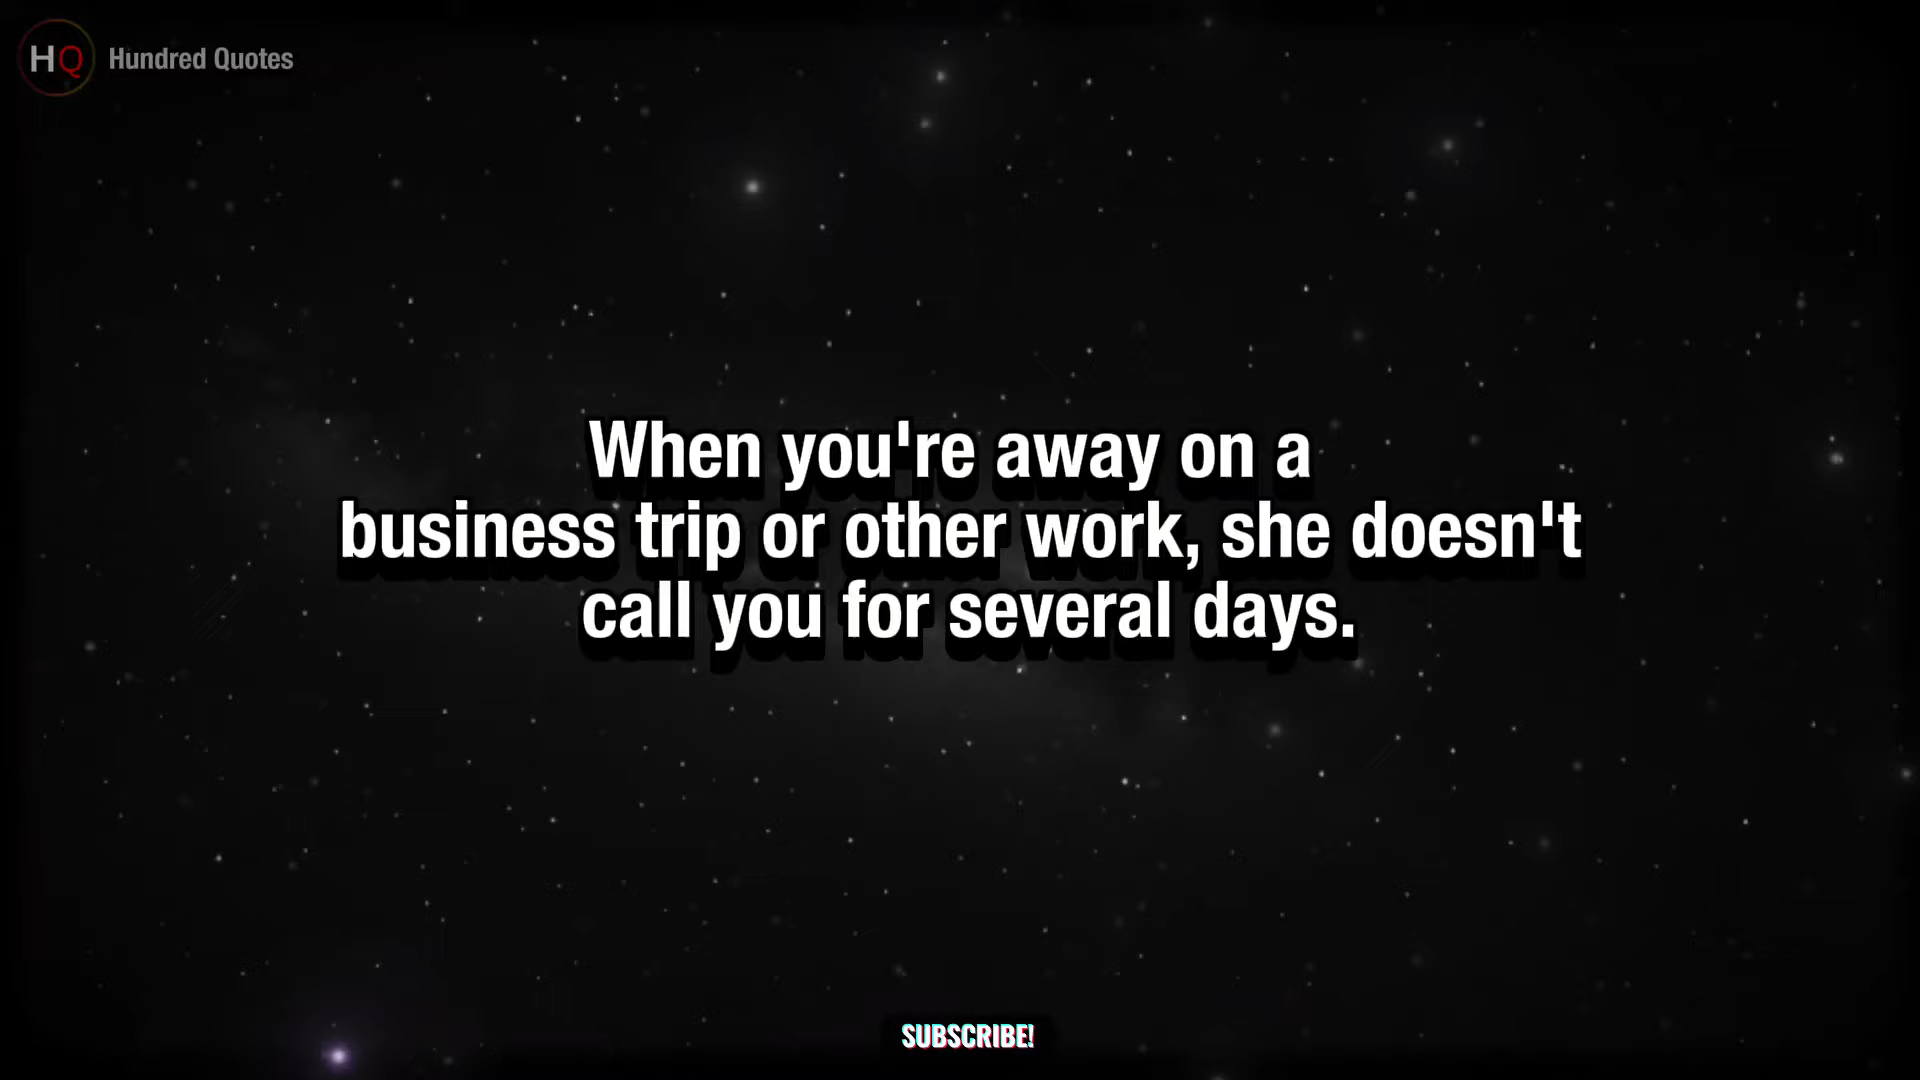 HQ Hundred Quotes
When you're away on a
business trip or other work, she doesn't
call you for several days.
SUBSCRIBE!